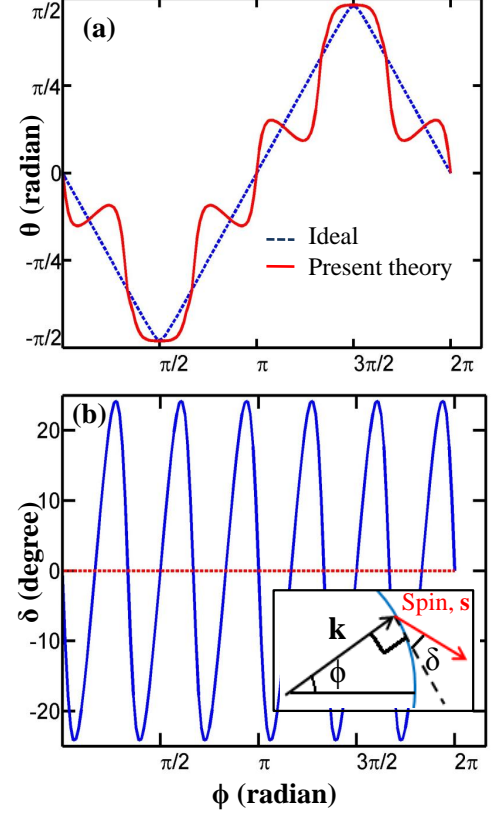 π/2
(a)
π/4
0
-π/4
-π/2
θ (radian)
Ideal
Present theory
π/2
π
3π/2
2π
(b)
20
10
0
-10
-20
δ (degree)
Spin, s
k
δ
ϕ
π/2
π
3π/2
2π
ϕ (radian)